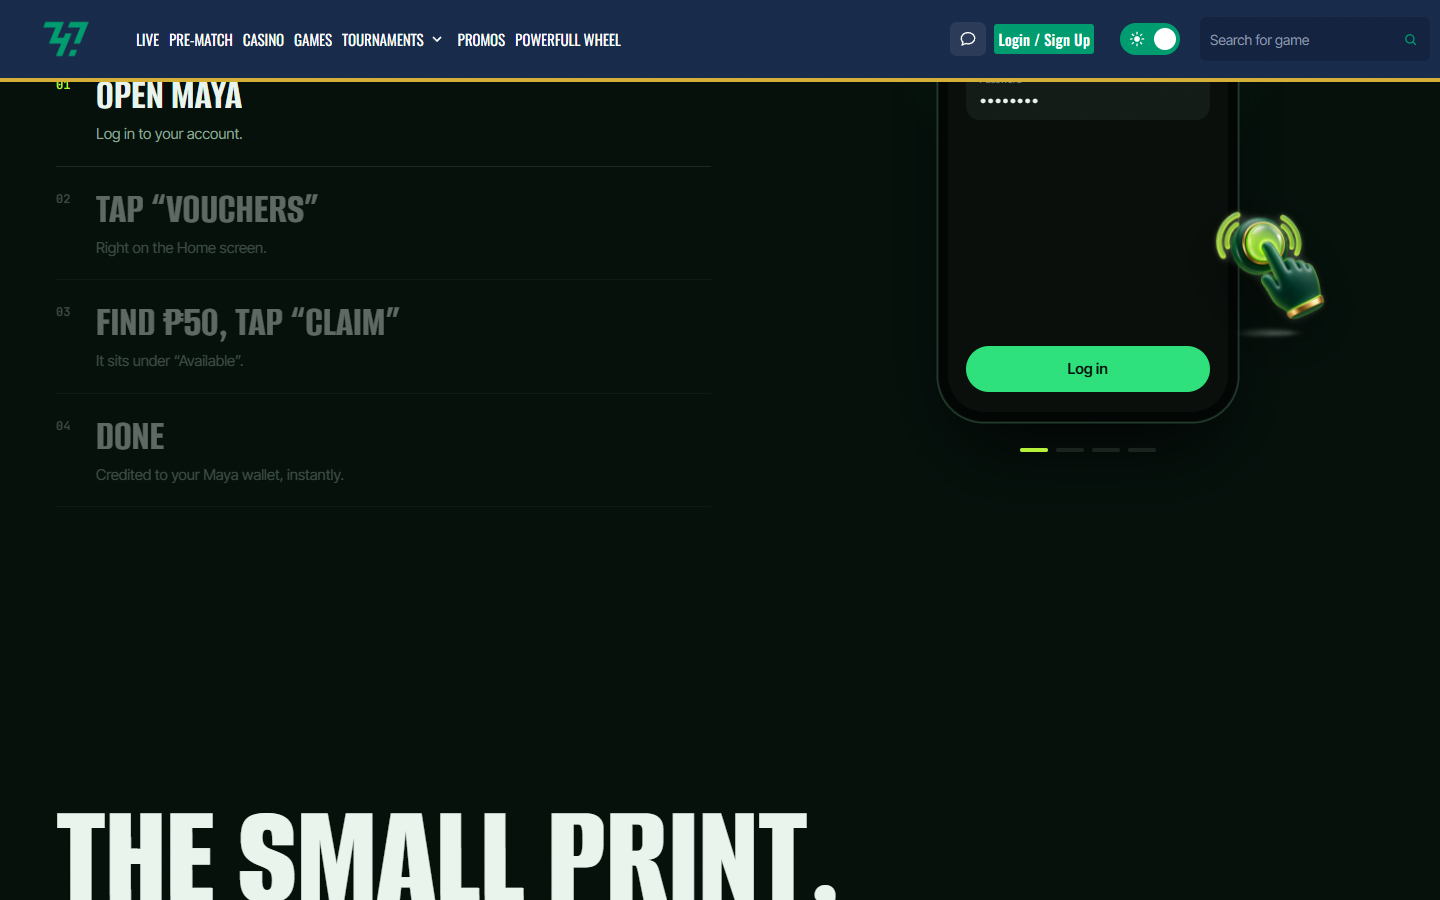 LIVE PRE-MATCH CASINO GAMES TOURNAMENTS PROMOS POWERFULL WHEEL
Login / Sign Up
Search for game
01
OPEN MAYA
Log in to your account.
02
TAP “VOUCHERS”
Right on the Home screen.
03
FIND ₱50, TAP “CLAIM”
It sits under “Available”.
04
DONE
Credited to your Maya wallet, instantly.
••••••••
Log in
THE SMALL PRINT.